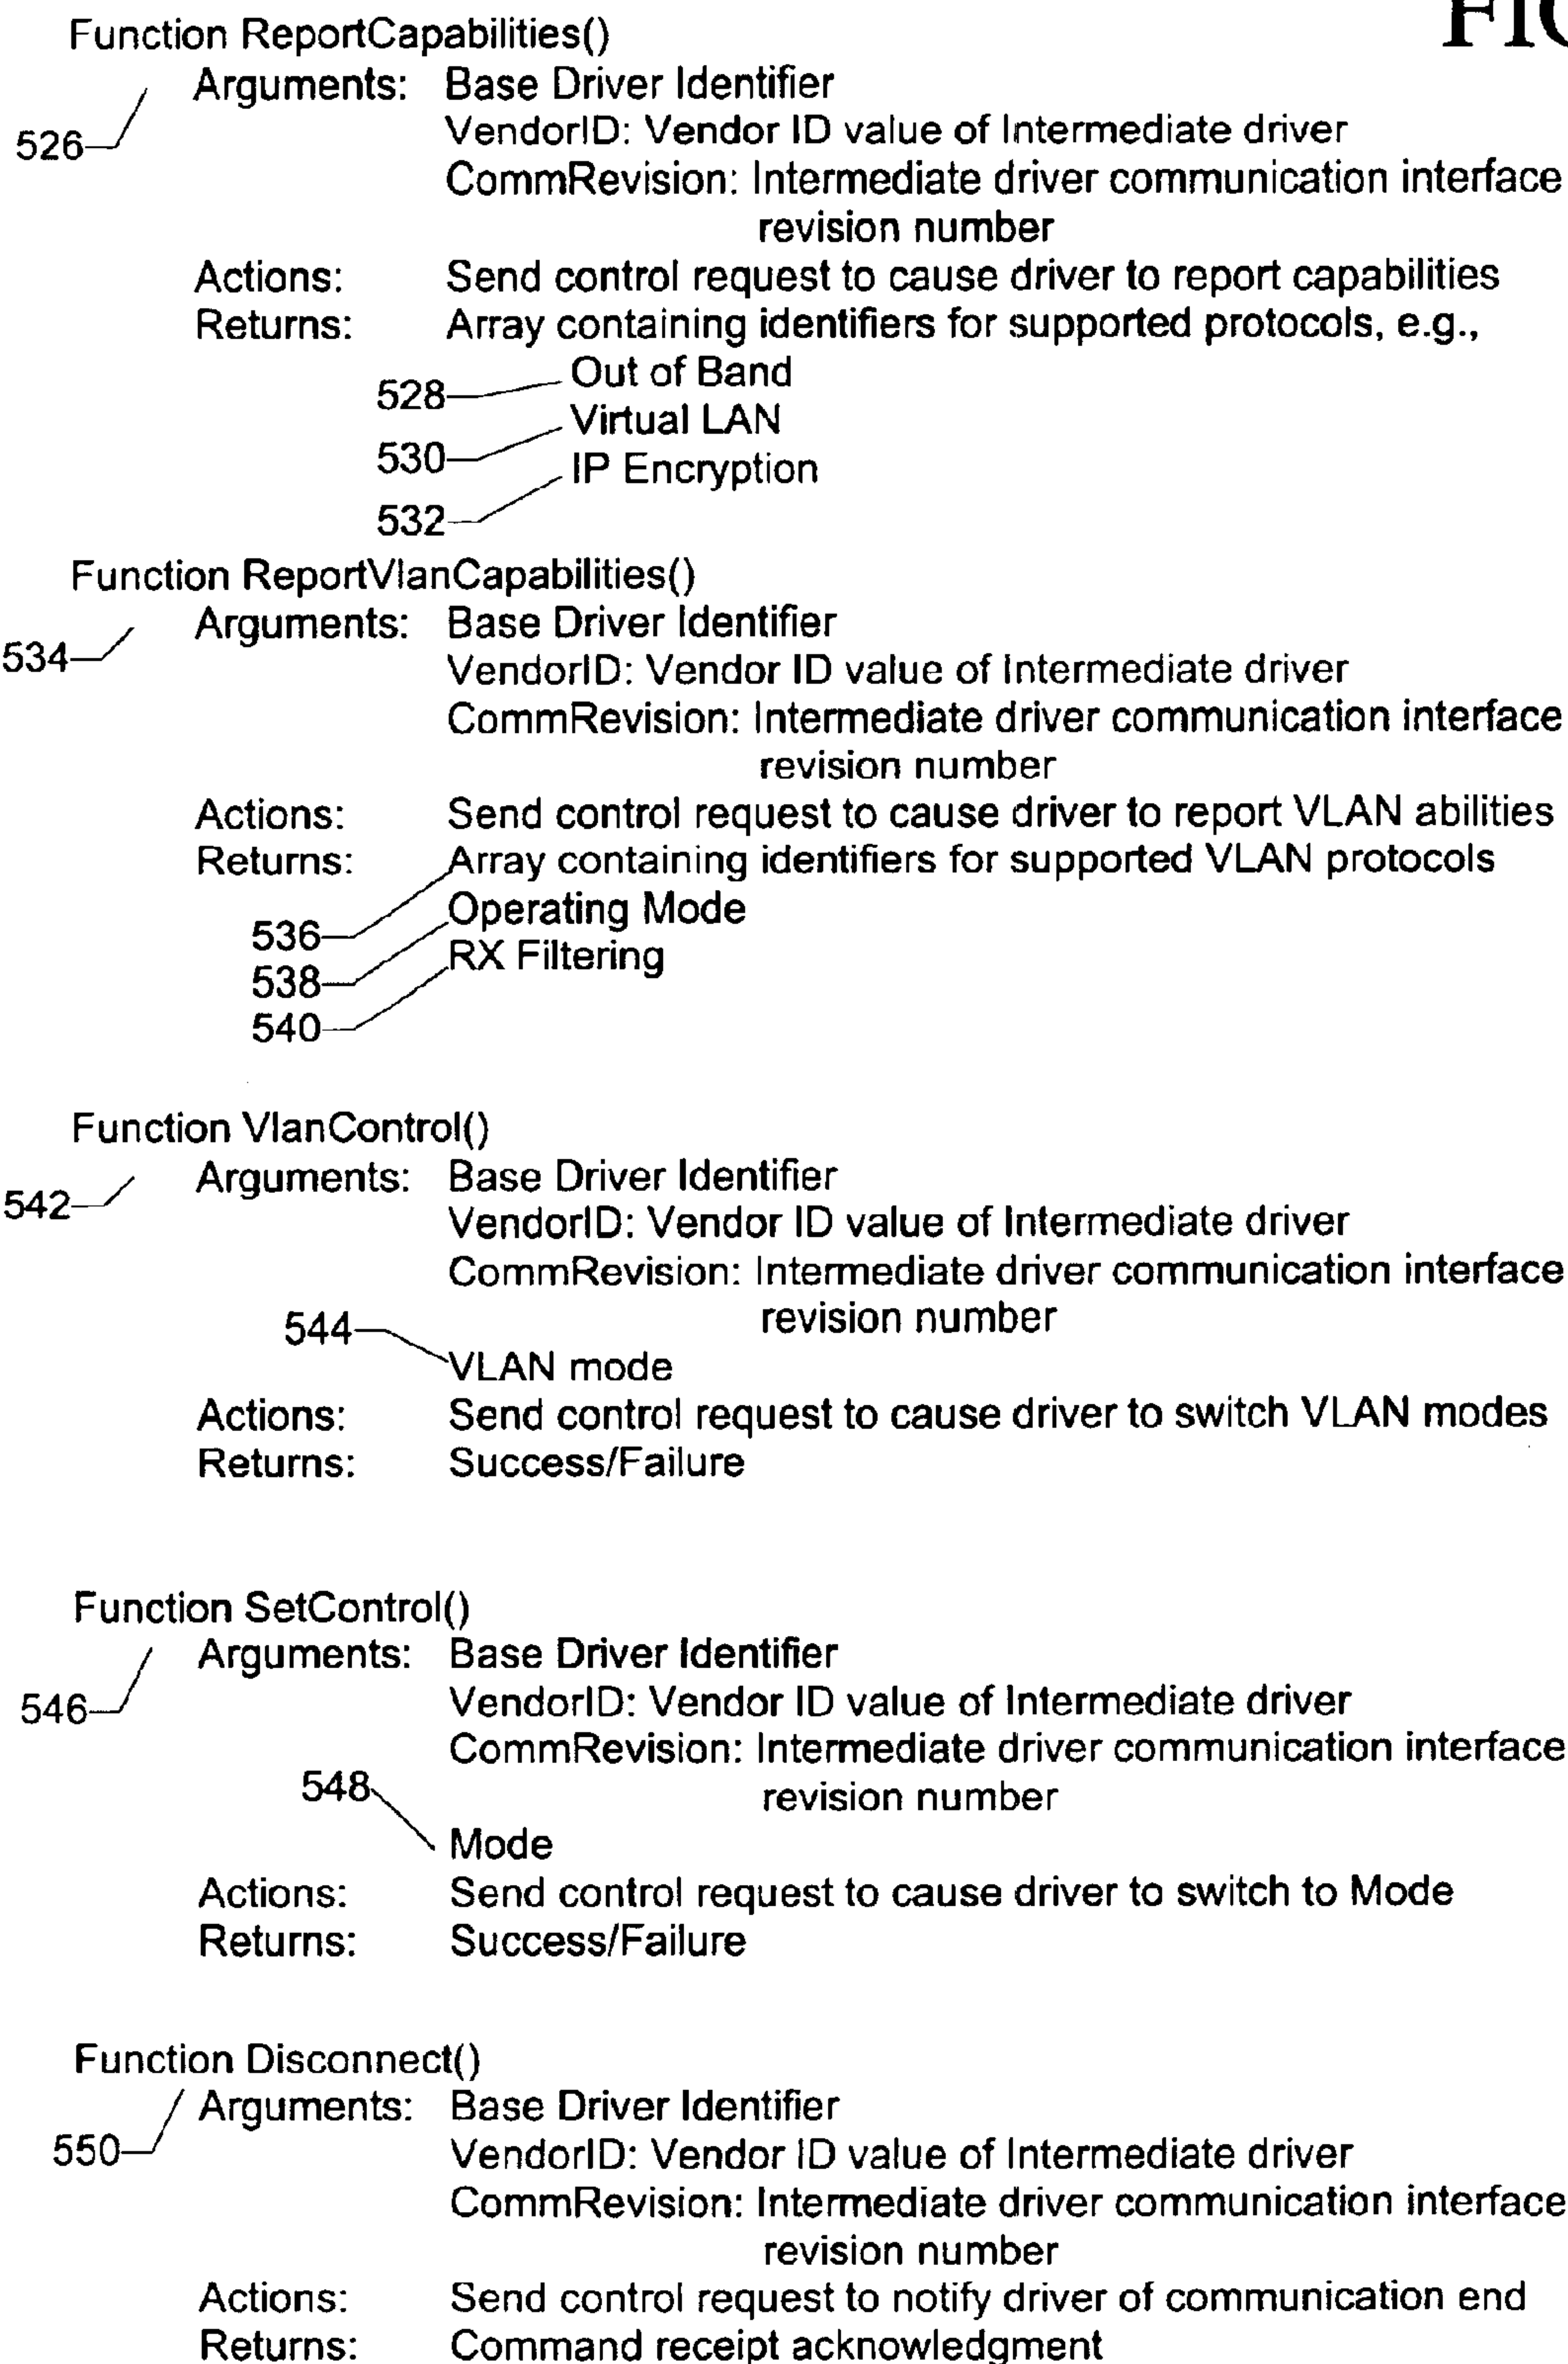 FIG
Function ReportCapabilities()
Arguments: Base Driver Identifier
526
VendorID: Vendor ID value of Intermediate driver
CommRevision: Intermediate driver communication interface
revision number
Actions: Send control request to cause driver to report capabilities
Returns: Array containing identifiers for supported protocols, e.g.,
528 Out of Band
530 Virtual LAN
532 IP Encryption
Function ReportVlanCapabilities()
Arguments: Base Driver Identifier
534
VendorID: Vendor ID value of Intermediate driver
CommRevision: Intermediate driver communication interface
revision number
Actions: Send control request to cause driver to report VLAN abilities
Returns: Array containing identifiers for supported VLAN protocols
536
Operating Mode
538
RX Filtering
540
Function VlanControl()
Arguments: Base Driver Identifier
542
VendorID: Vendor ID value of Intermediate driver
CommRevision: Intermediate driver communication interface
revision number
544
VLAN mode
Actions: Send control request to cause driver to switch VLAN modes
Returns: Success/Failure
Function SetControl()
Arguments: Base Driver Identifier
546
VendorID: Vendor ID value of Intermediate driver
CommRevision: Intermediate driver communication interface
revision number
548
Mode
Actions: Send control request to cause driver to switch to Mode
Returns: Success/Failure
Function Disconnect()
Arguments: Base Driver Identifier
550
VendorID: Vendor ID value of Intermediate driver
CommRevision: Intermediate driver communication interface
revision number
Actions: Send control request to notify driver of communication end
Returns: Command receipt acknowledgment